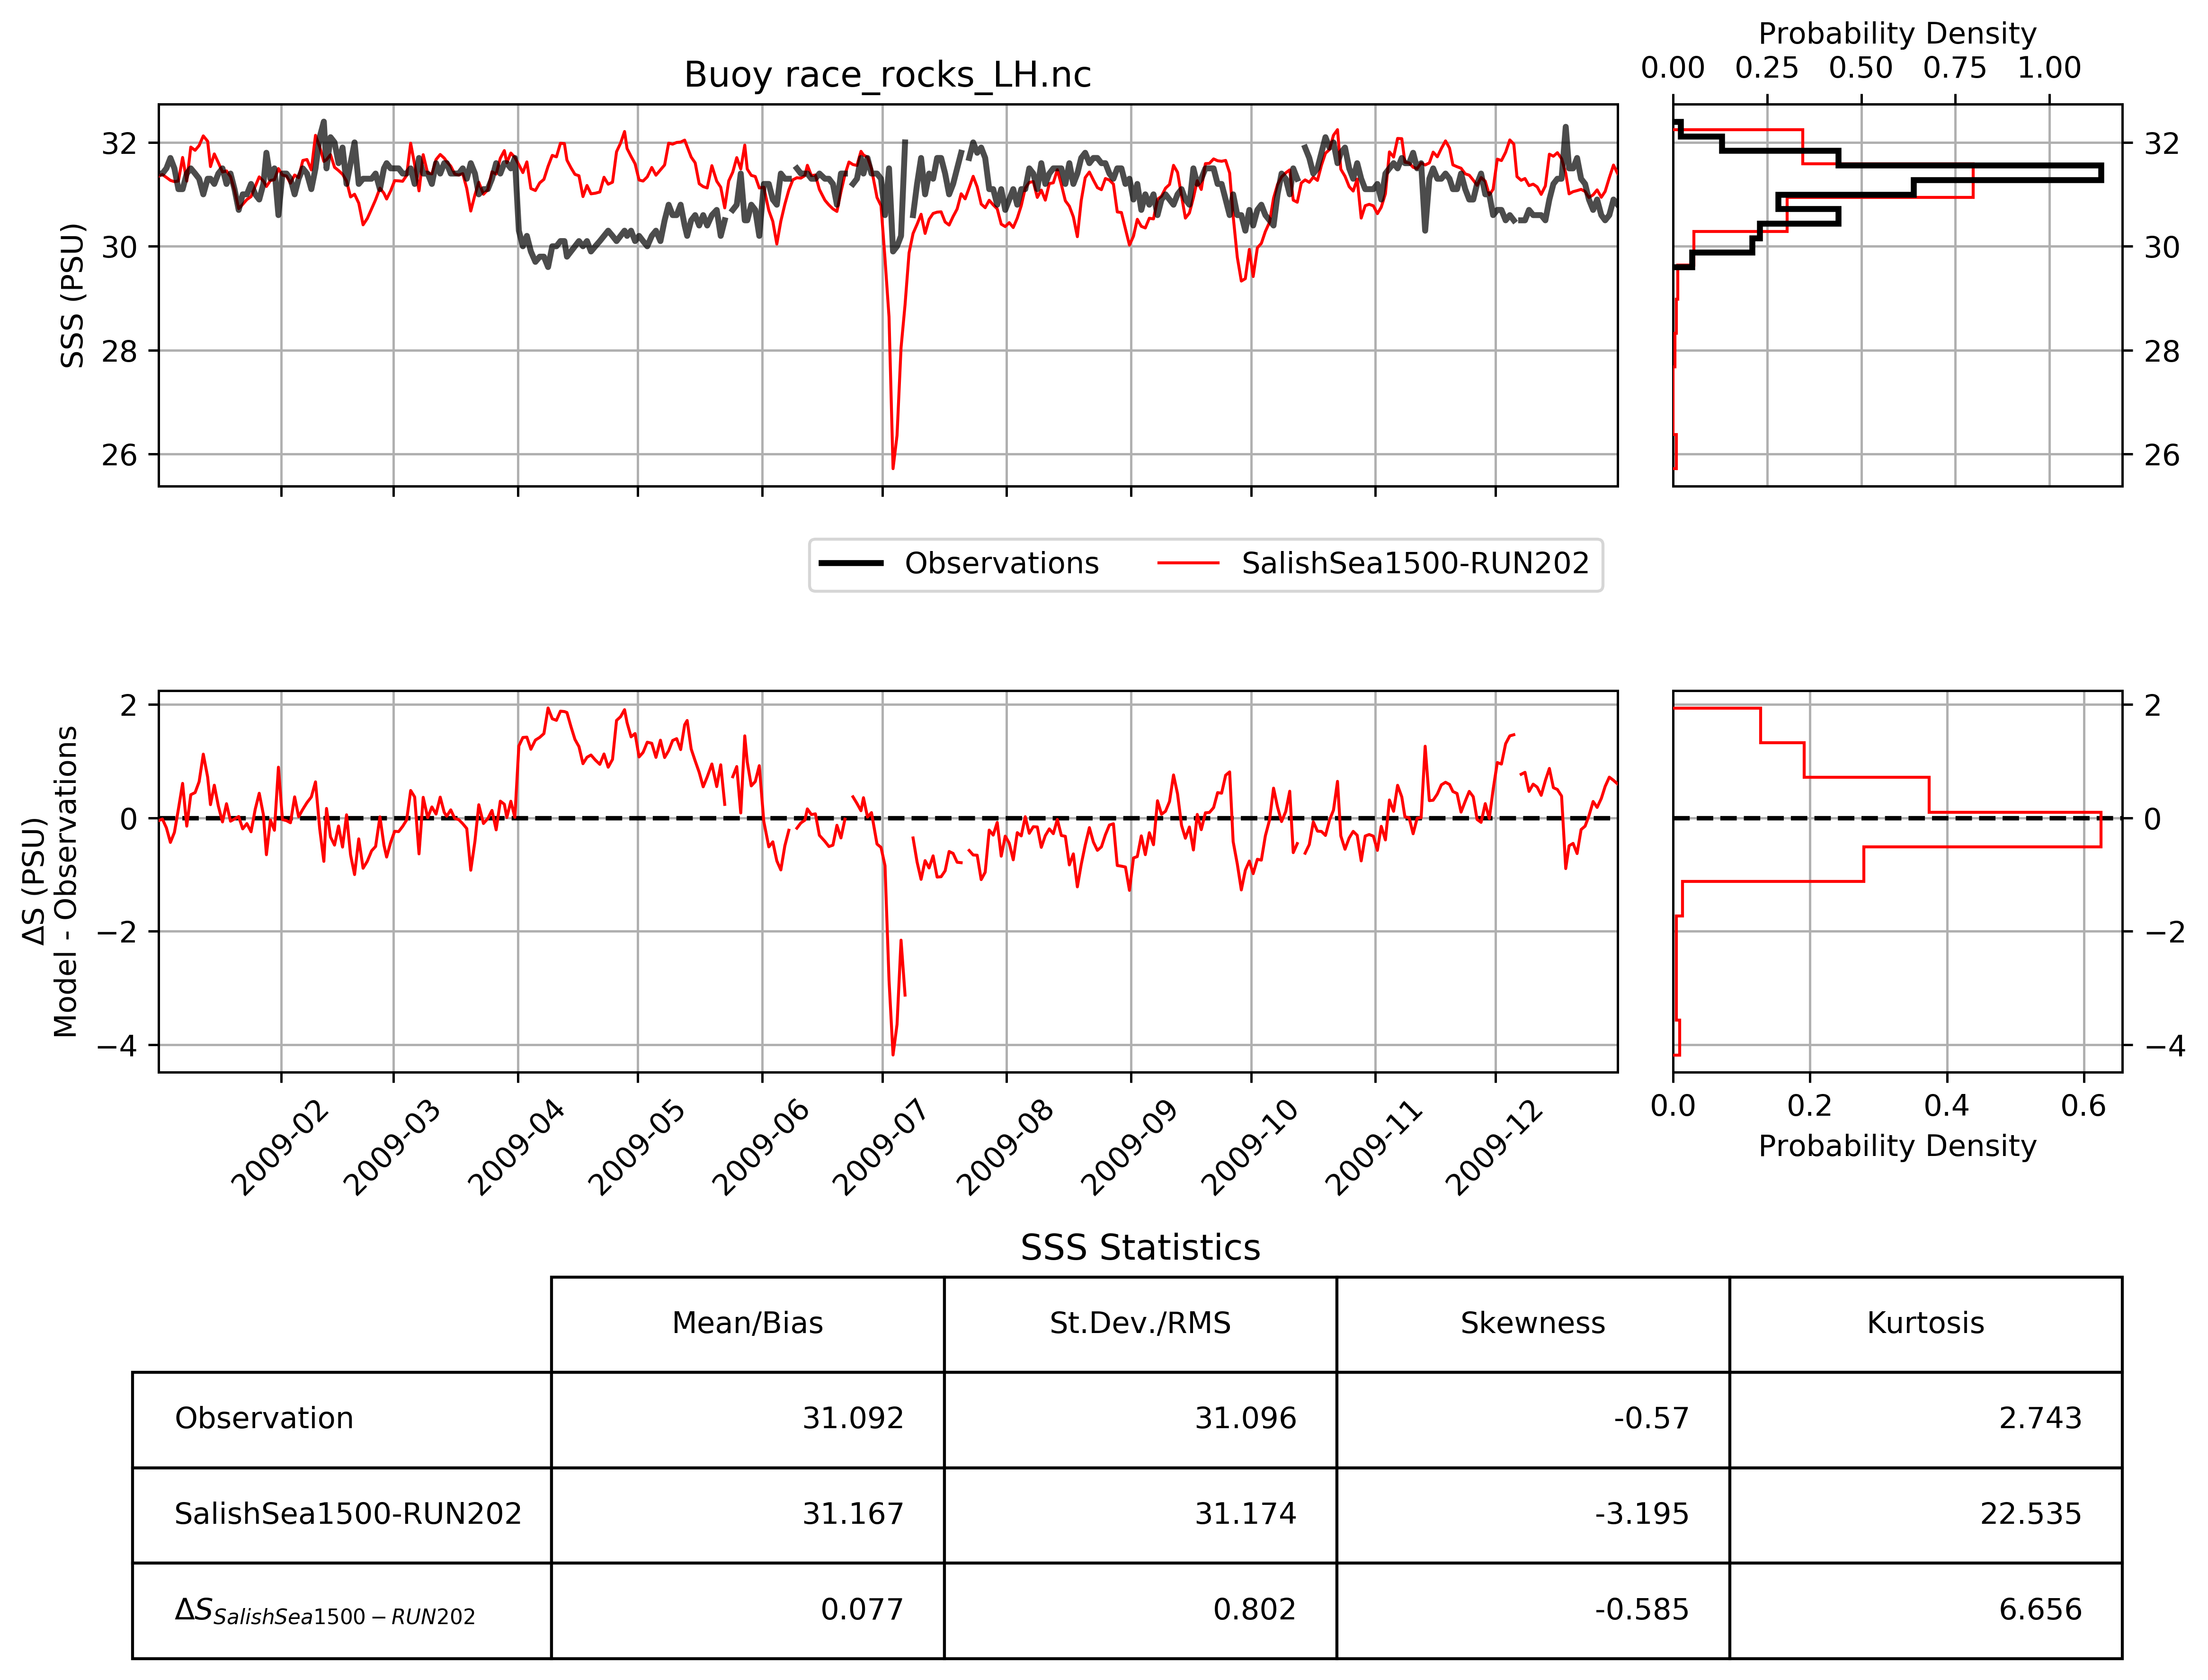 Buoy race_rocks_LH.nc
Probability Density
0.00 0.25 0.50 0.75 1.00
SSS (PSU)
32
30
28
26
32
30
28
26
Observations SalishSea1500-RUN202
ΔS (PSU)
Model - Observations
2
0
−2
−4
2
0
−2
−4
2009-02 2009-03 2009-04 2009-05 2009-06 2009-07 2009-08 2009-09 2009-10 2009-11 2009-12
0.0 0.2 0.4 0.6
Probability Density
SSS Statistics
Mean/Bias St.Dev./RMS Skewness Kurtosis
Observation 31.092 31.096 -0.57 2.743
SalishSea1500-RUN202 31.167 31.174 -3.195 22.535
ΔS SalishSea1500−RUN202 0.077 0.802 -0.585 6.656